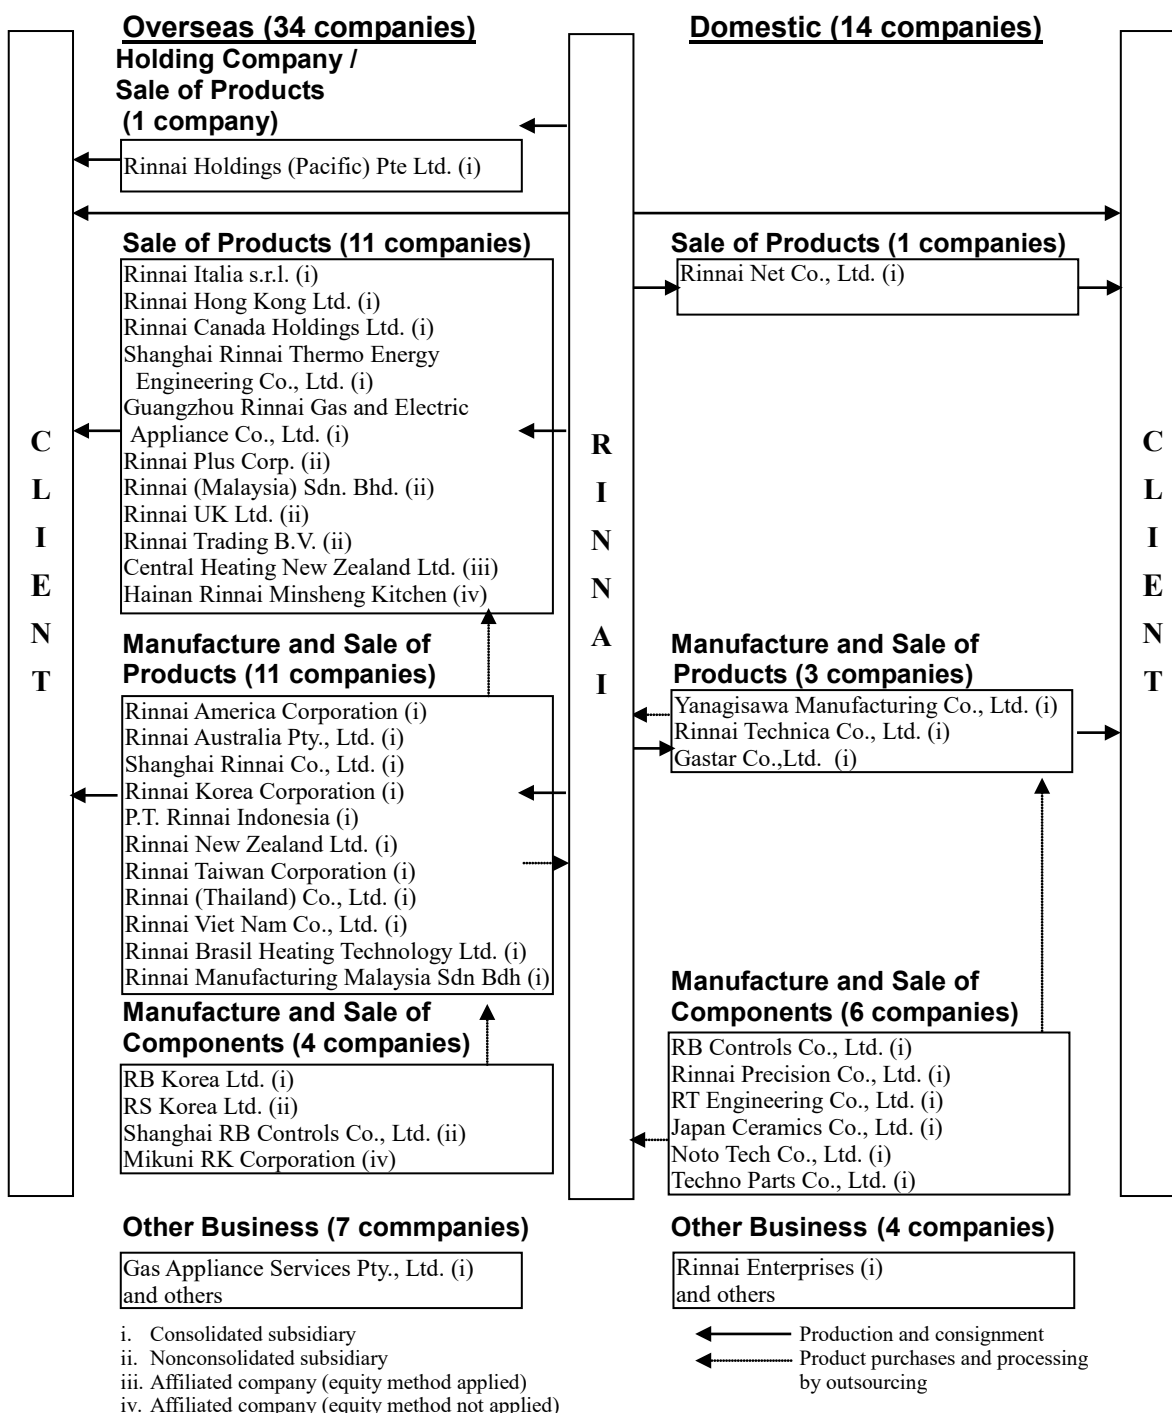 Overseas (34 companies)
Holding Company /
Sale of Products
(1 company)
Rinnai Holdings (Pacific) Pte Ltd. (i)
Sale of Products (11 companies)
Rinnai Italia s.r.l. (i)
Rinnai Hong Kong Ltd. (i)
Rinnai Canada Holdings Ltd. (i)
Shanghai Rinnai Thermo Energy
Engineering Co., Ltd. (i)
Guangzhou Rinnai Gas and Electric
Appliance Co., Ltd. (i)
Rinnai Plus Corp. (ii)
Rinnai (Malaysia) Sdn. Bhd. (ii)
Rinnai UK Ltd. (ii)
Rinnai Trading B.V. (ii)
Central Heating New Zealand Ltd. (iii)
Hainan Rinnai Minsheng Kitchen (iv)
Manufacture and Sale of
Products (11 companies)
Rinnai America Corporation (i)
Rinnai Australia Pty., Ltd. (i)
Shanghai Rinnai Co., Ltd. (i)
Rinnai Korea Corporation (i)
P.T. Rinnai Indonesia (i)
Rinnai New Zealand Ltd. (i)
Rinnai Taiwan Corporation (i)
Rinnai (Thailand) Co., Ltd. (i)
Rinnai Viet Nam Co., Ltd. (i)
Rinnai Brasil Heating Technology Ltd. (i)
Rinnai Manufacturing Malaysia Sdn Bdh (i)
Manufacture and Sale of
Components (4 companies)
RB Korea Ltd. (i)
RS Korea Ltd. (ii)
Shanghai RB Controls Co., Ltd. (ii)
Mikuni RK Corporation (iv)
Other Business (7 commpanies)
Gas Appliance Services Pty., Ltd. (i)
and others
i. Consolidated subsidiary
ii. Nonconsolidated subsidiary
iii. Affiliated company (equity method applied)
iv. Affiliated company (equity method not applied)
CLIENT
RINNAI
Domestic (14 companies)
Sale of Products (1 companies)
Rinnai Net Co., Ltd. (i)
Manufacture and Sale of
Products (3 companies)
Yanagisawa Manufacturing Co., Ltd. (i)
Rinnai Technica Co., Ltd. (i)
Gastar Co.,Ltd. (i)
Manufacture and Sale of
Components (6 companies)
RB Controls Co., Ltd. (i)
Rinnai Precision Co., Ltd. (i)
RT Engineering Co., Ltd. (i)
Japan Ceramics Co., Ltd. (i)
Noto Tech Co., Ltd. (i)
Techno Parts Co., Ltd. (i)
Other Business (4 companies)
Rinnai Enterprises (i)
and others
Production and consignment
Product purchases and processing
by outsourcing
CLIENT